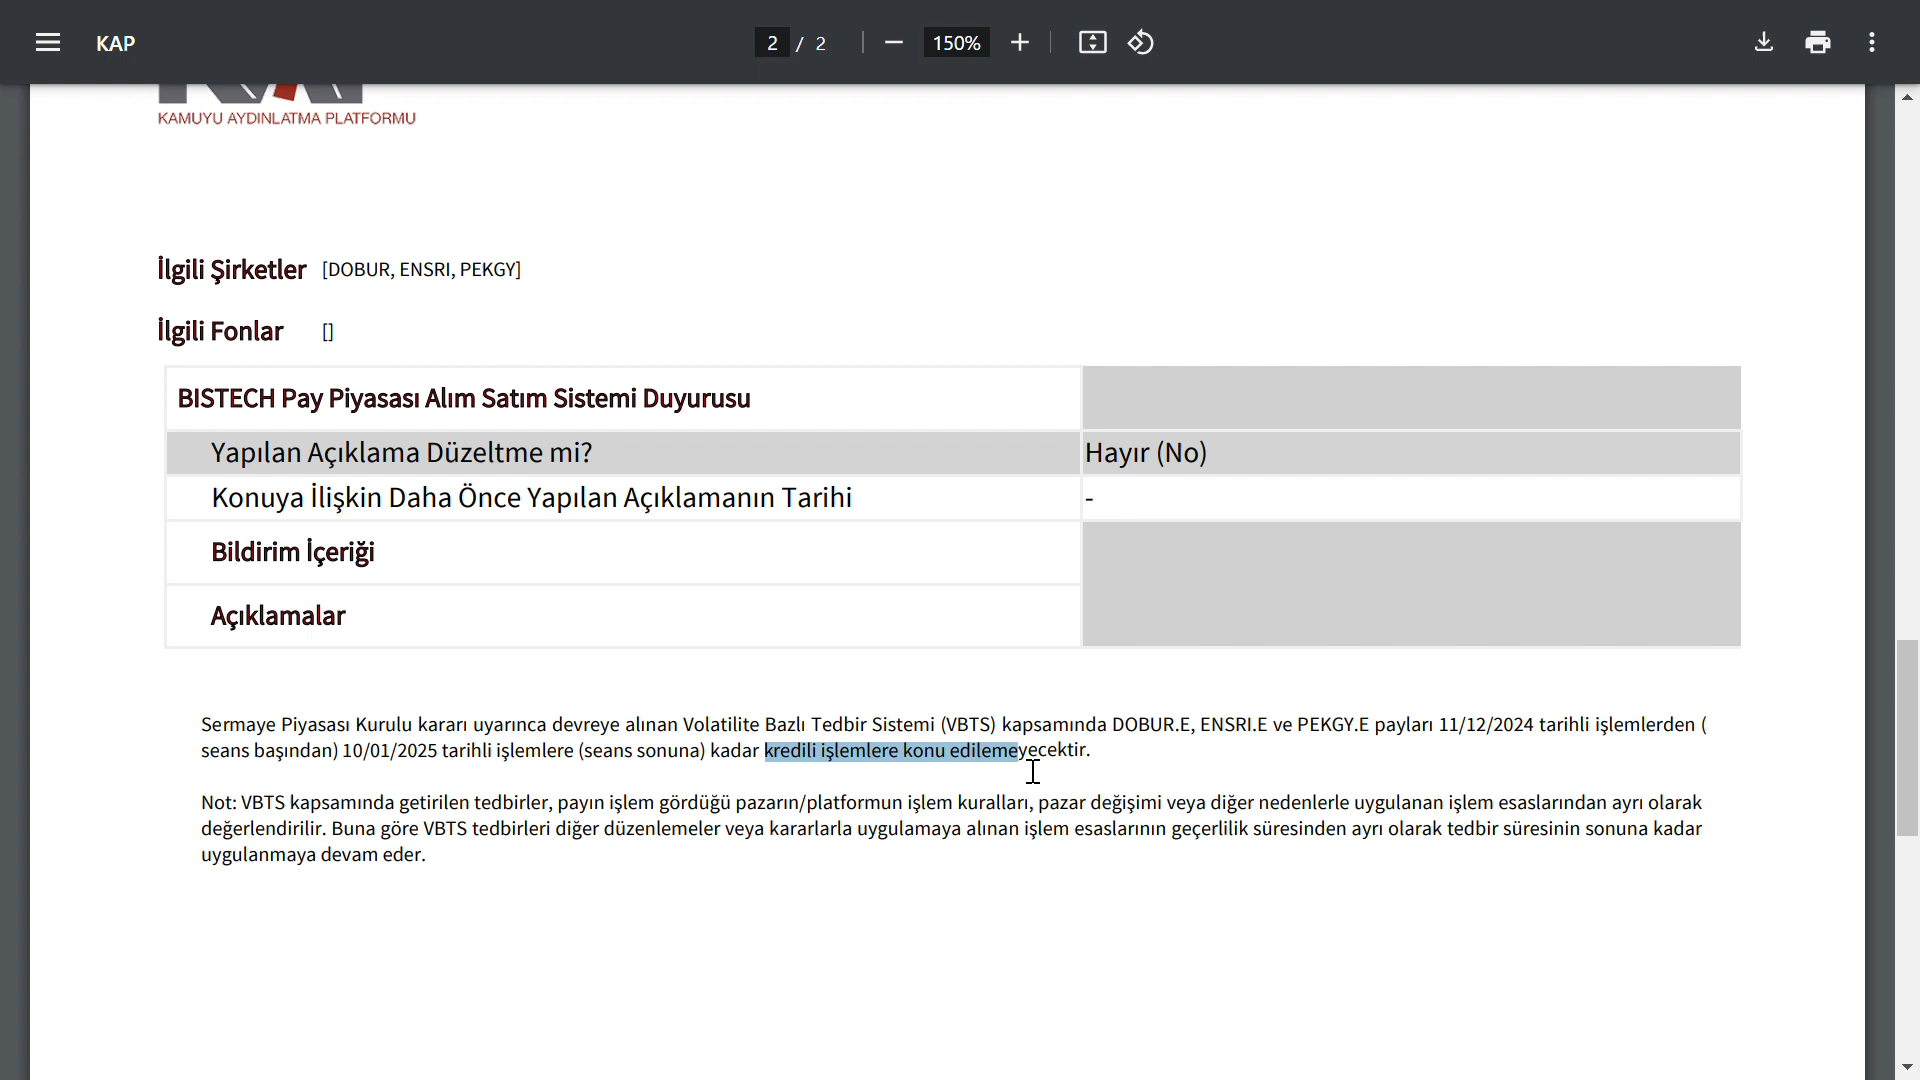 KAP
2 / 2
150%
KAMUYU AYDINLATMA PLATFORMU
İlgili Şirketler [DOBUR, ENSRI, PEKGY]
İlgili Fonlar []
BISTECH Pay Piyasası Alım Satım Sistemi Duyurusu
Yapılan Açıklama Düzeltme mi? Hayır (No)
Konuya İlişkin Daha Önce Yapılan Açıklamanın Tarihi -
Bildirim İçeriği
Açıklamalar
Sermaye Piyasası Kurulu kararı uyarınca devreye alınan Volatilite Bazlı Tedbir Sistemi (VBTS) kapsamında DOBUR.E, ENSRI.E ve PEKGY.E payları 11/12/2024 tarihli işlemlerden (
seans başından) 10/01/2025 tarihli işlemlere (seans sonuna) kadar kredili işlemlere konu edilemeyecektir.
Not: VBTS kapsamında getirilen tedbirler, payın işlem gördüğü pazarın/platformun işlem kuralları, pazar değişimi veya diğer nedenlerle uygulanan işlem esaslarından ayrı olarak
değerlendirilir. Buna göre VBTS tedbirleri diğer düzenlemeler veya kararlarla uygulamaya alınan işlem esaslarının geçerlilik süresinden ayrı olarak tedbir süresinin sonuna kadar
uygulanmaya devam eder.